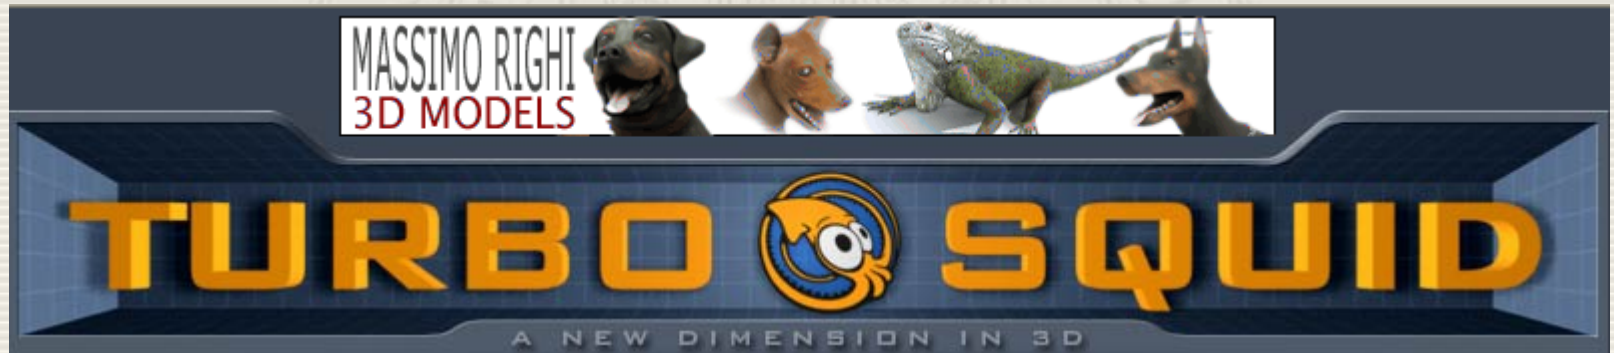 MASSIMO RIGHI
3D MODELS
TURBO SQUID
A NEW DIMENSION IN 3D